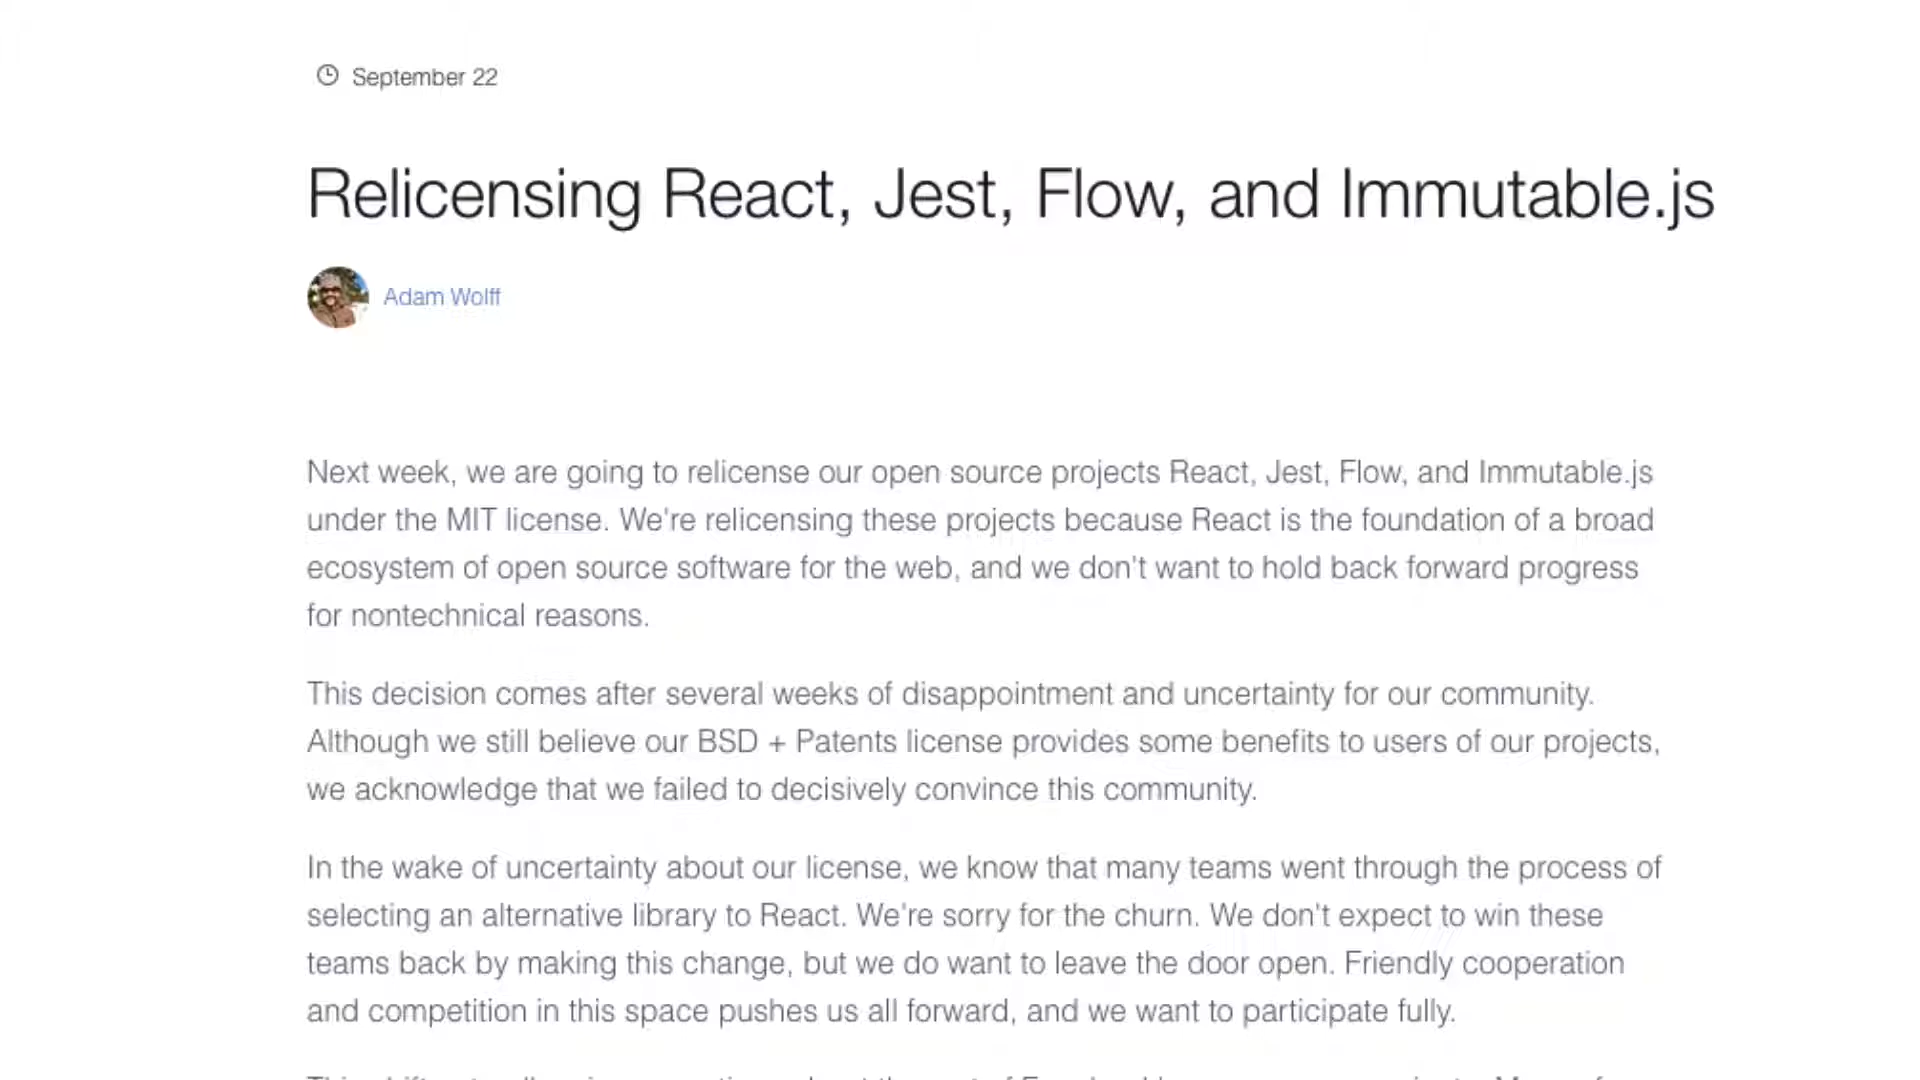 September 22
Relicensing React, Jest, Flow, and Immutable.js
Adam Wolff
Next week, we are going to relicense our open source projects React, Jest, Flow, and Immutable.js
under the MIT license. We're relicensing these projects because React is the foundation of a broad
ecosystem of open source software for the web, and we don't want to hold back forward progress
for nontechnical reasons.
This decision comes after several weeks of disappointment and uncertainty for our community.
Although we still believe our BSD + Patents license provides some benefits to users of our projects,
we acknowledge that we failed to decisively convince this community.
In the wake of uncertainty about our license, we know that many teams went through the process of
selecting an alternative library to React. We're sorry for the churn. We don't expect to win these
teams back by making this change, but we do want to leave the door open. Friendly cooperation
and competition in this space pushes us all forward, and we want to participate fully.